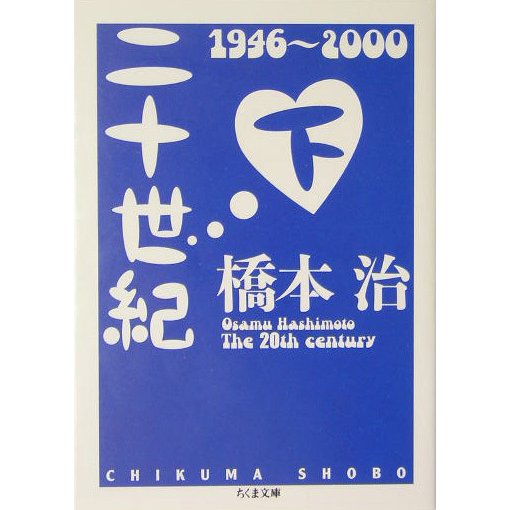 1946～2000
二十世紀
下
橋本 治
Osamu Hashimoto
The 20th century
CHIKUMA SHOBO
ちくま文庫